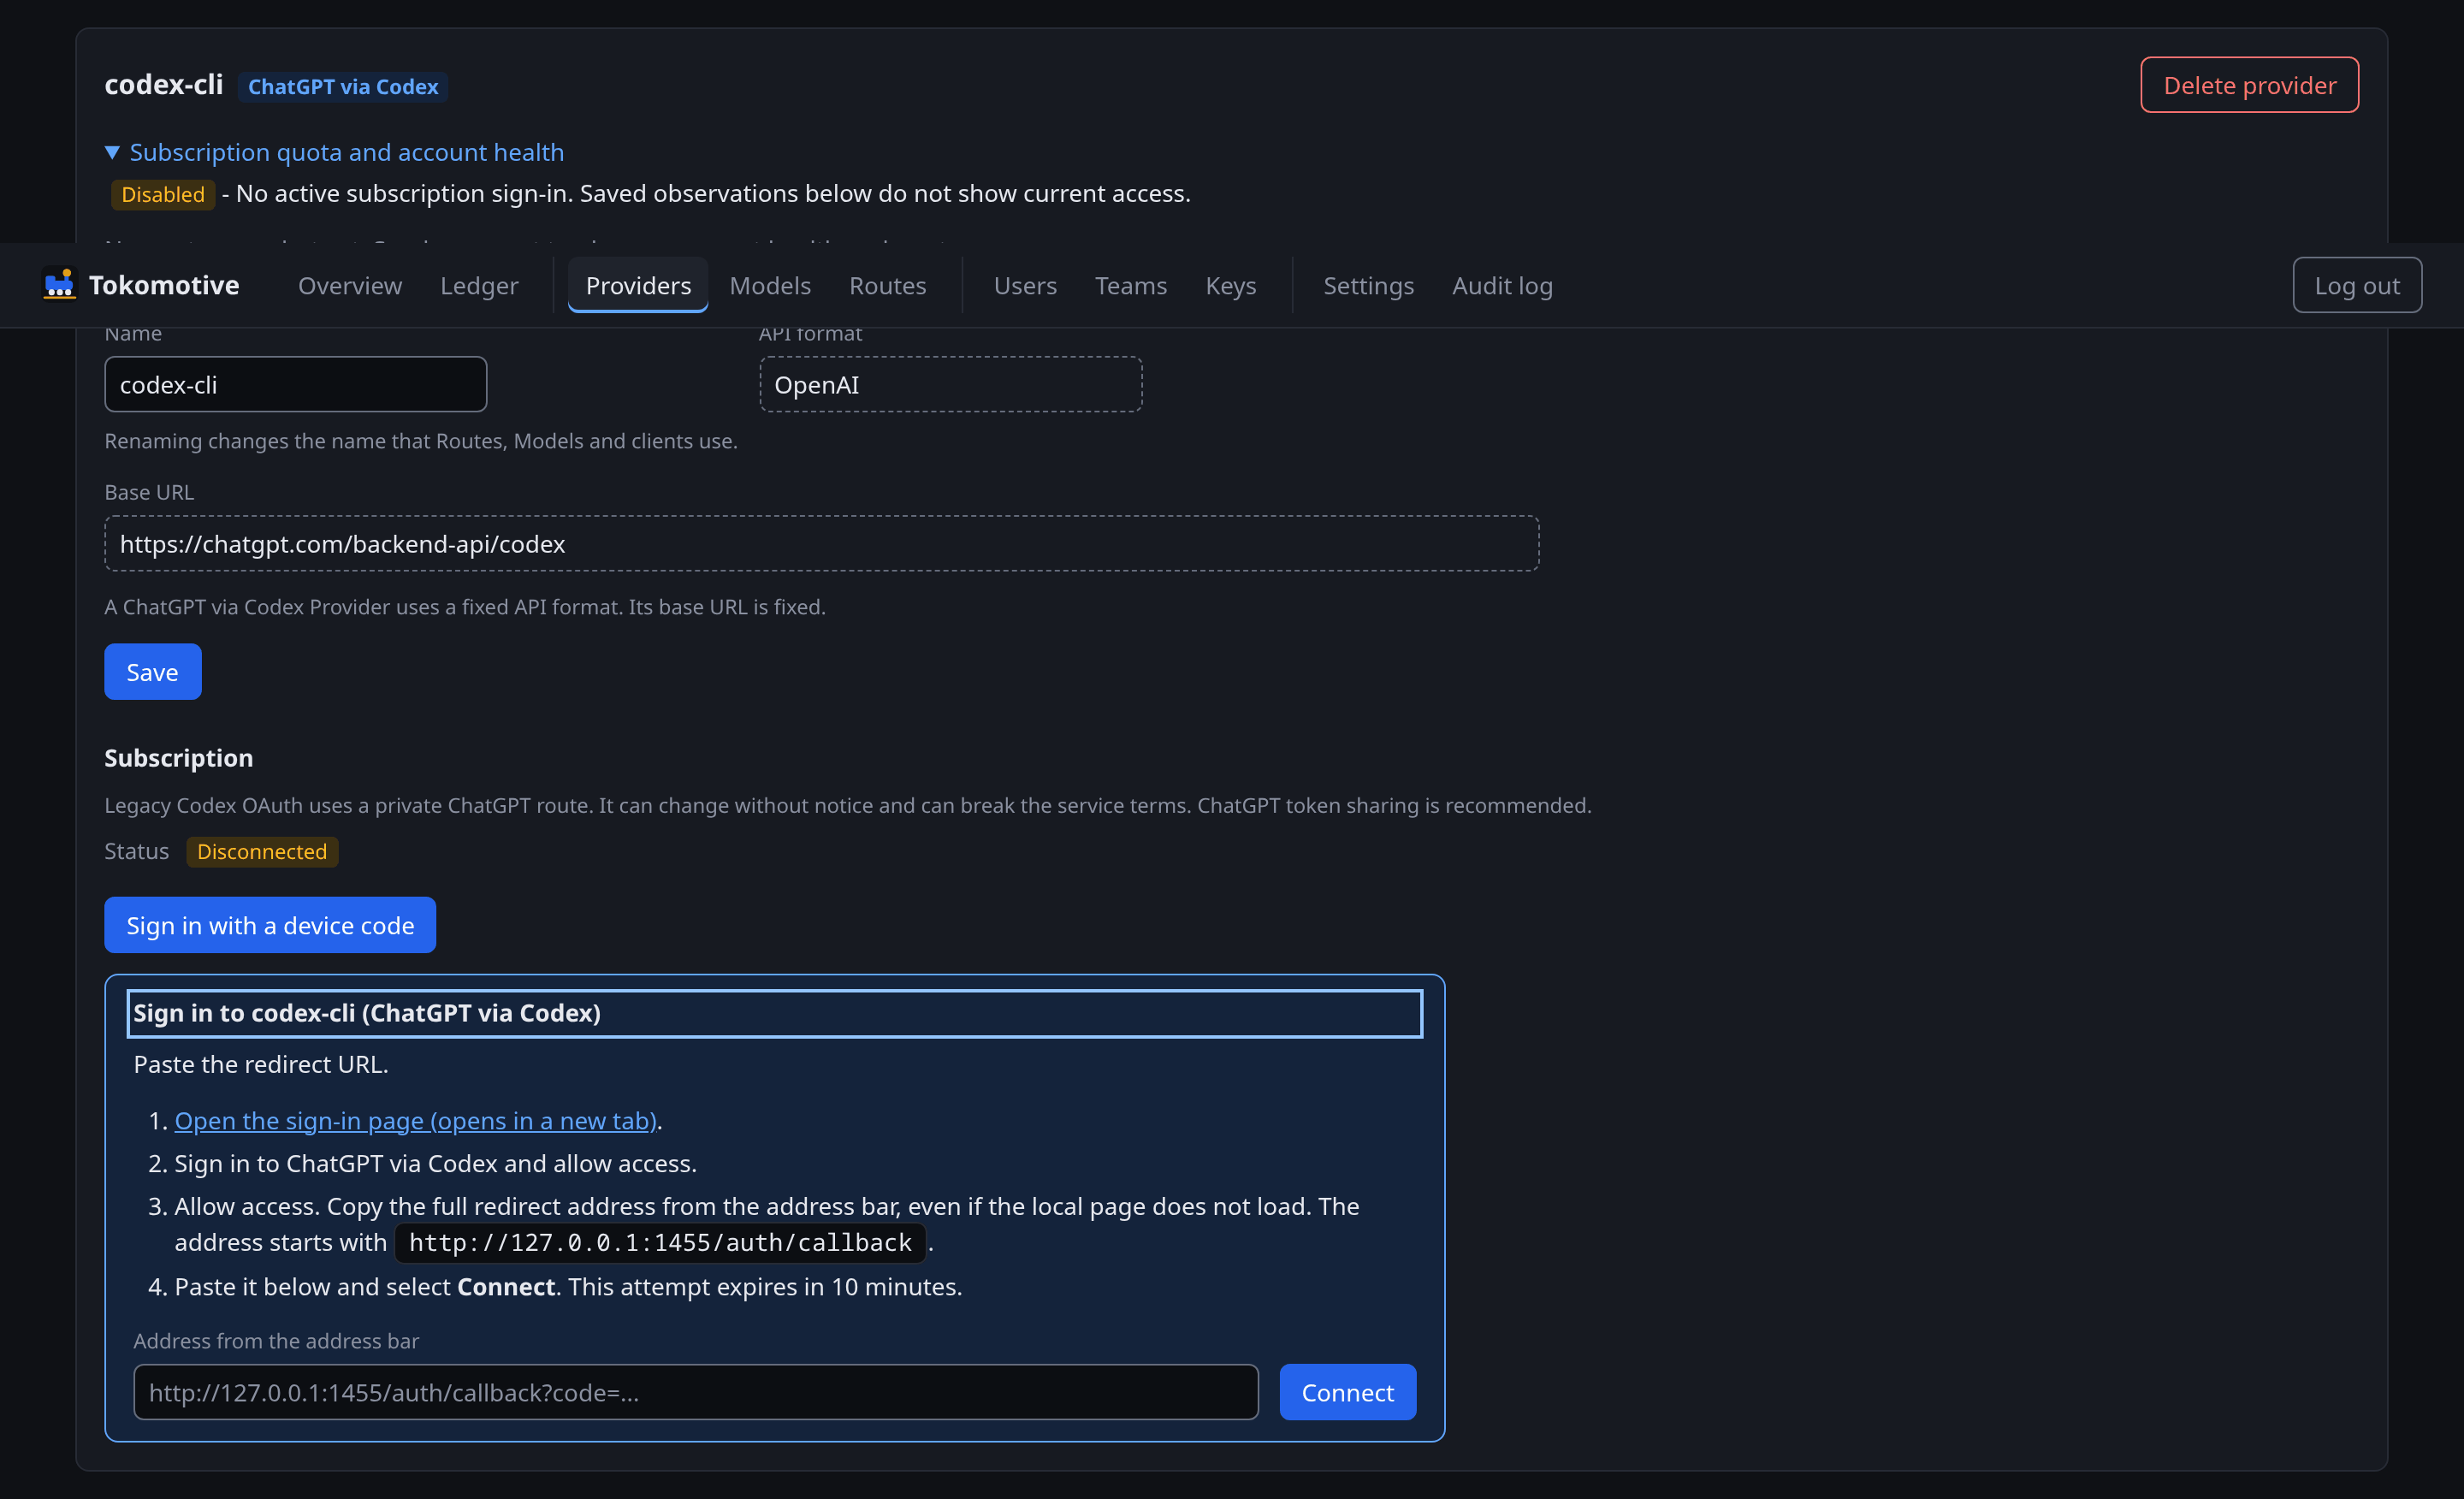 codex-cli ChatGPT via Codex
Delete provider
▼ Subscription quota and account health
Disabled - No active subscription sign-in. Saved observations below do not show current access.
Tokomotive Overview Ledger Providers Models Routes Users Teams Keys Settings Audit log Log out
Name API format
codex-cli OpenAI
Renaming changes the name that Routes, Models and clients use.
Base URL
https://chatgpt.com/backend-api/codex
A ChatGPT via Codex Provider uses a fixed API format. Its base URL is fixed.
Save
Subscription
Legacy Codex OAuth uses a private ChatGPT route. It can change without notice and can break the service terms. ChatGPT token sharing is recommended.
Status Disconnected
Sign in with a device code
Sign in to codex-cli (ChatGPT via Codex)
Paste the redirect URL.
1. Open the sign-in page (opens in a new tab).
2. Sign in to ChatGPT via Codex and allow access.
3. Allow access. Copy the full redirect address from the address bar, even if the local page does not load. The
address starts with http://127.0.0.1:1455/auth/callback .
4. Paste it below and select Connect. This attempt expires in 10 minutes.
Address from the address bar
http://127.0.0.1:1455/auth/callback?code=...
Connect